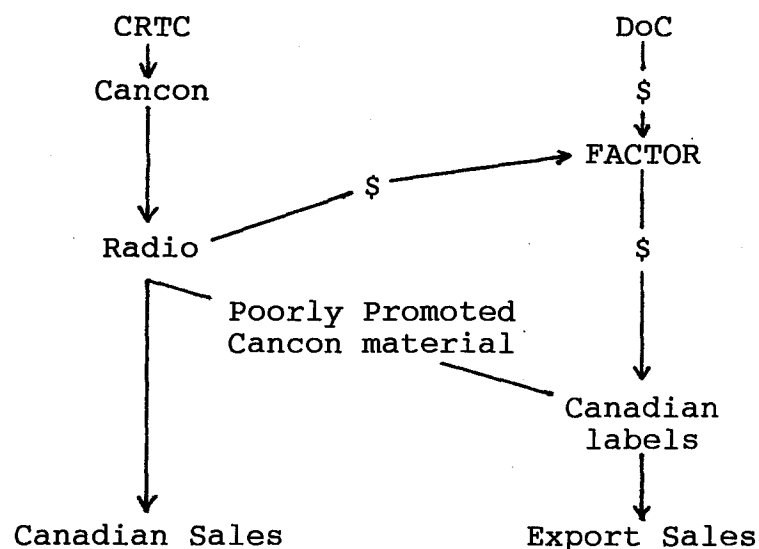 CRTC
DoC
Cancon
$
FACTOR
$
Radio
$
Poorly Promoted
Cancon material
Canadian
labels
Canadian Sales
Export Sales